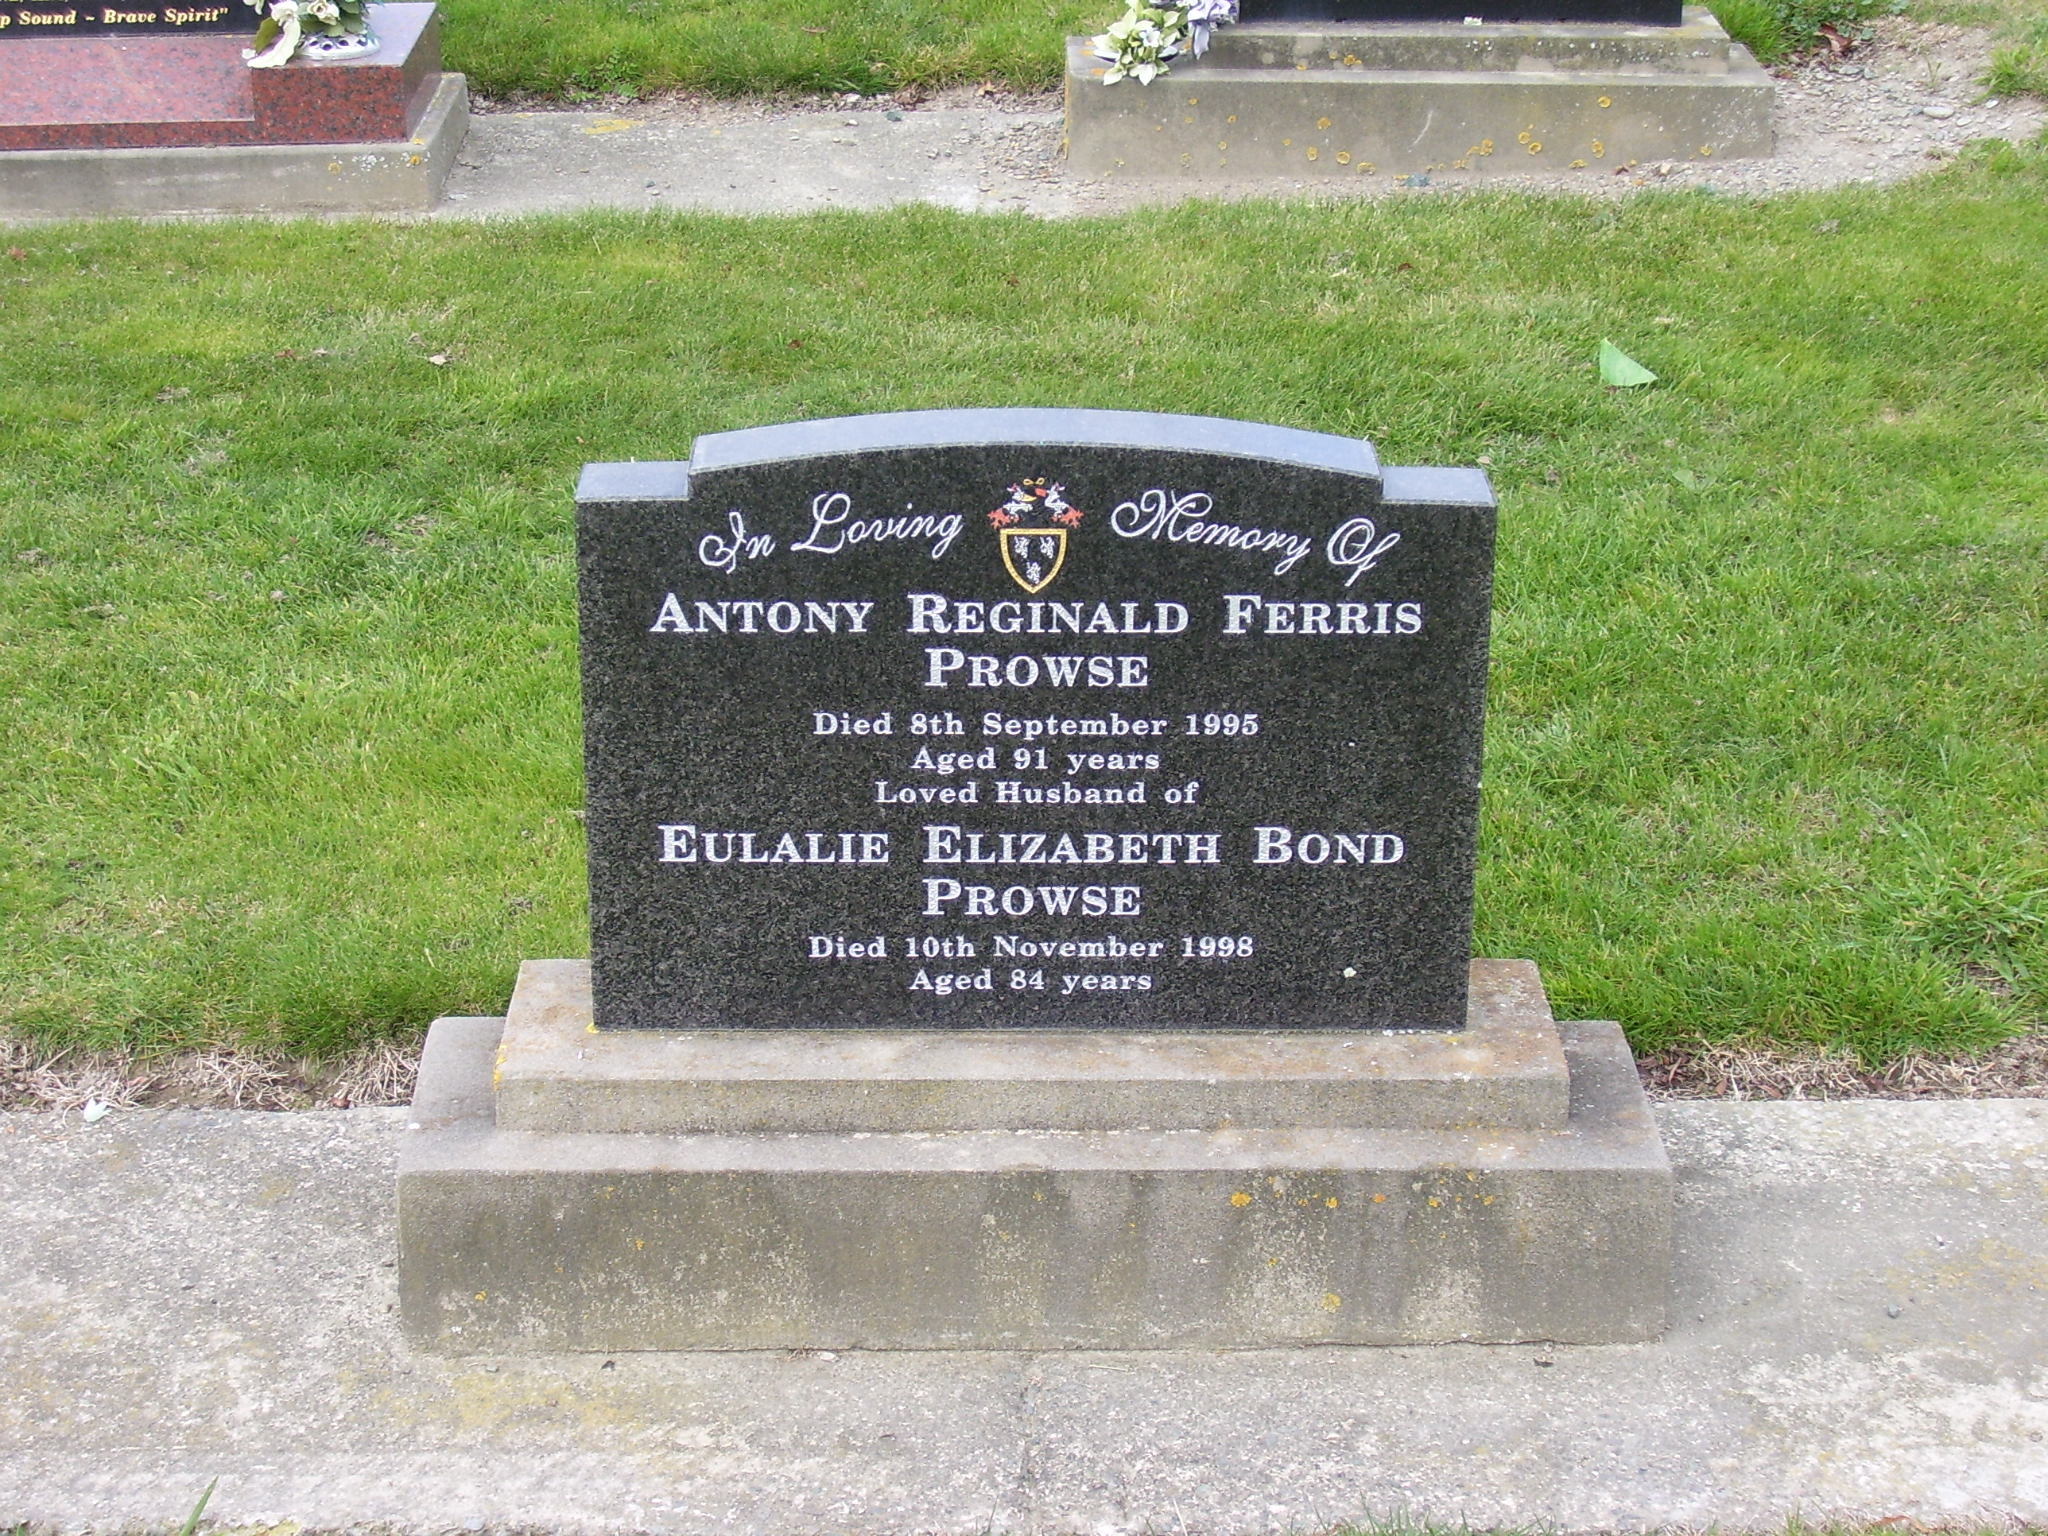 p Sound ~ Brave Spirit"
In Loving Memory Of
ANTONY REGINALD FERRIS
PROWSE
Died 8th September 1995
Aged 91 years
Loved Husband of
EULALIE ELIZABETH BOND
PROWSE
Died 10th November 1998
Aged 84 years